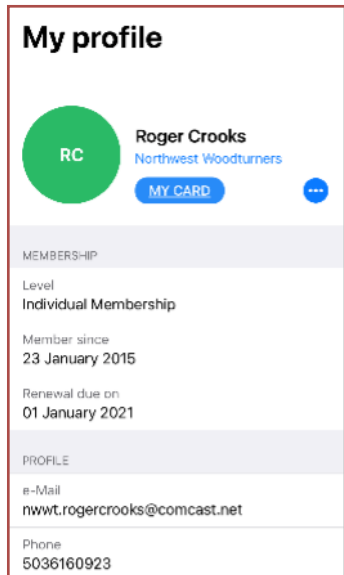 My profile
RC
Roger Crooks
Northwest Woodturners
MY CARD
MEMBERSHIP
Level
Individual Membership
Member since
23 January 2015
Renewal due on
01 January 2021
PROFILE
e-Mail
nwwt.rogercrooks@comcast.net
Phone
5036160923